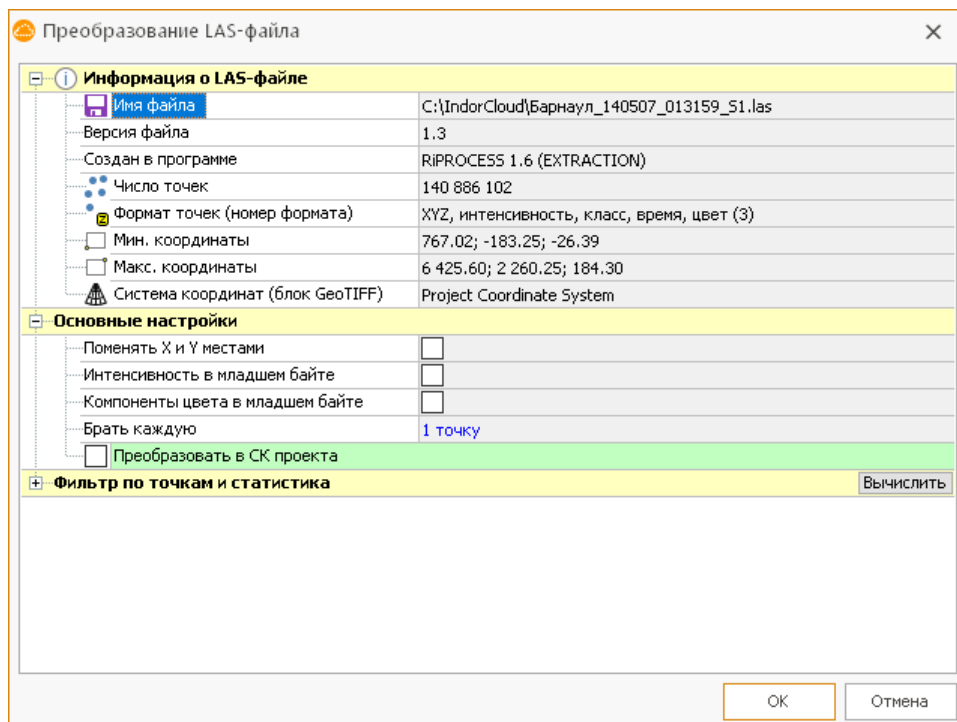 Преобразование LAS-файла
Информация о LAS-файле
Имя файла C:\IndorCloud\Барнаул_140507_013159_S1.las
Версия файла 1.3
Создан в программе RiPROCESS 1.6 (EXTRACTION)
Число точек 140 886 102
Формат точек (номер формата) XYZ, интенсивность, класс, время, цвет (3)
Мин. координаты 767.02; -183.25; -26.39
Макс. координаты 6 425.60; 2 260.25; 184.30
Система координат (блок GeoTIFF) Project Coordinate System
Основные настройки
Поменять X и Y местами
Интенсивность в младшем байте
Компоненты цвета в младшем байте
Брать каждую 1 точку
Преобразовать в СК проекта
Фильтр по точкам и статистика Вычислить
ОК Отмена